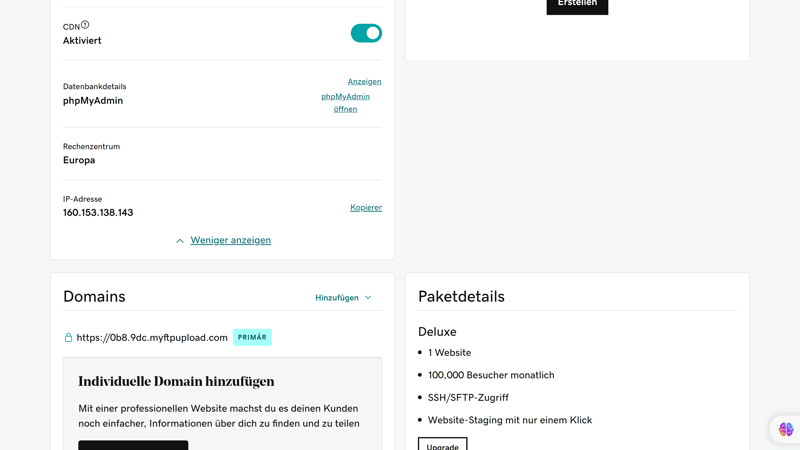 CDN
Aktiviert
Datenbankdetails
phpMyAdmin
Anzeigen
phpMyAdmin
öffnen
Rechenzentrum
Europa
IP-Adresse
160.153.138.143
Kopierer
Weniger anzeigen
Erstellen
Domains
Hinzufügen
https://0b8.9dc.myftpupload.com PRIMÄR
Individuelle Domain hinzufügen
Mit einer professionellen Website machst du es deinen Kunden
noch einfacher, Informationen über dich zu finden und zu teilen
Paketdetails
Deluxe
1 Website
100,000 Besucher monatlich
SSH/SFTP-Zugriff
Website-Staging mit nur einem Klick
Upgrade